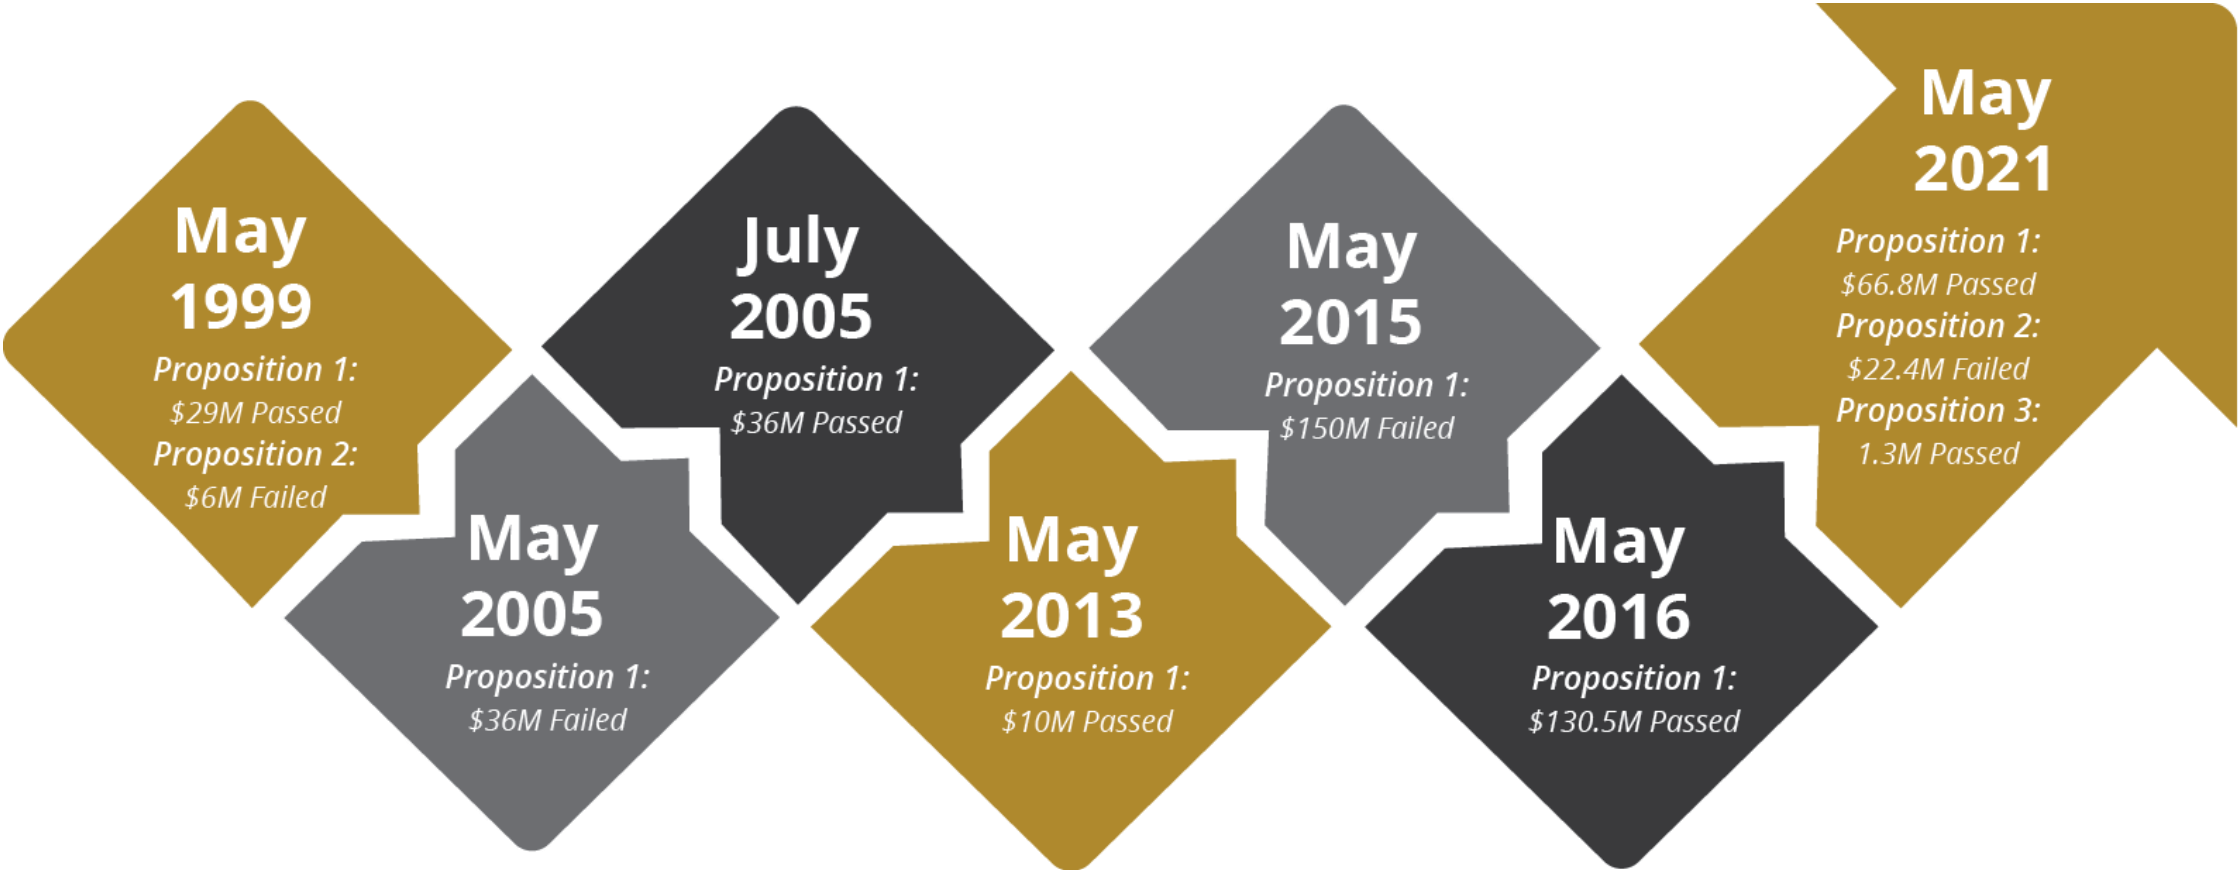 May
1999
Proposition 1:
$29M Passed
Proposition 2:
$6M Failed
May
2005
Proposition 1:
$36M Failed
July
2005
Proposition 1:
$36M Passed
May
2013
Proposition 1:
$10M Passed
May
2015
Proposition 1:
$150M Failed
May
2016
Proposition 1:
$130.5M Passed
May
2021
Proposition 1:
$66.8M Passed
Proposition 2:
$22.4M Failed
Proposition 3:
1.3M Passed